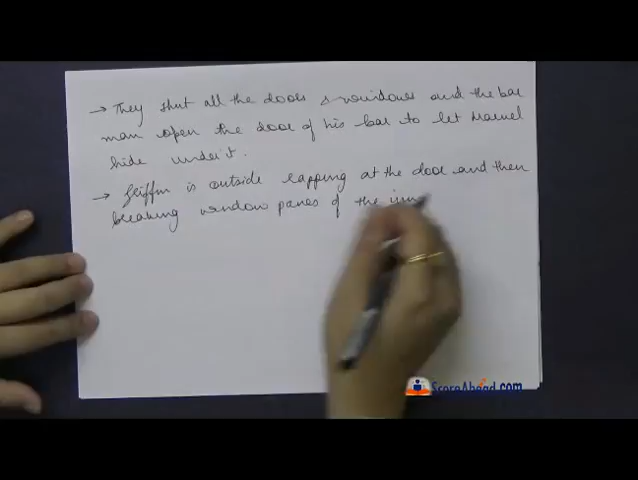 → They shut all the doors & windows and the bar
man open the door of his bar to let Marvel
hide under it.
→ Griffin is outside rapping at the door and then
breaking window panes of the inn
ScoreAhead.com